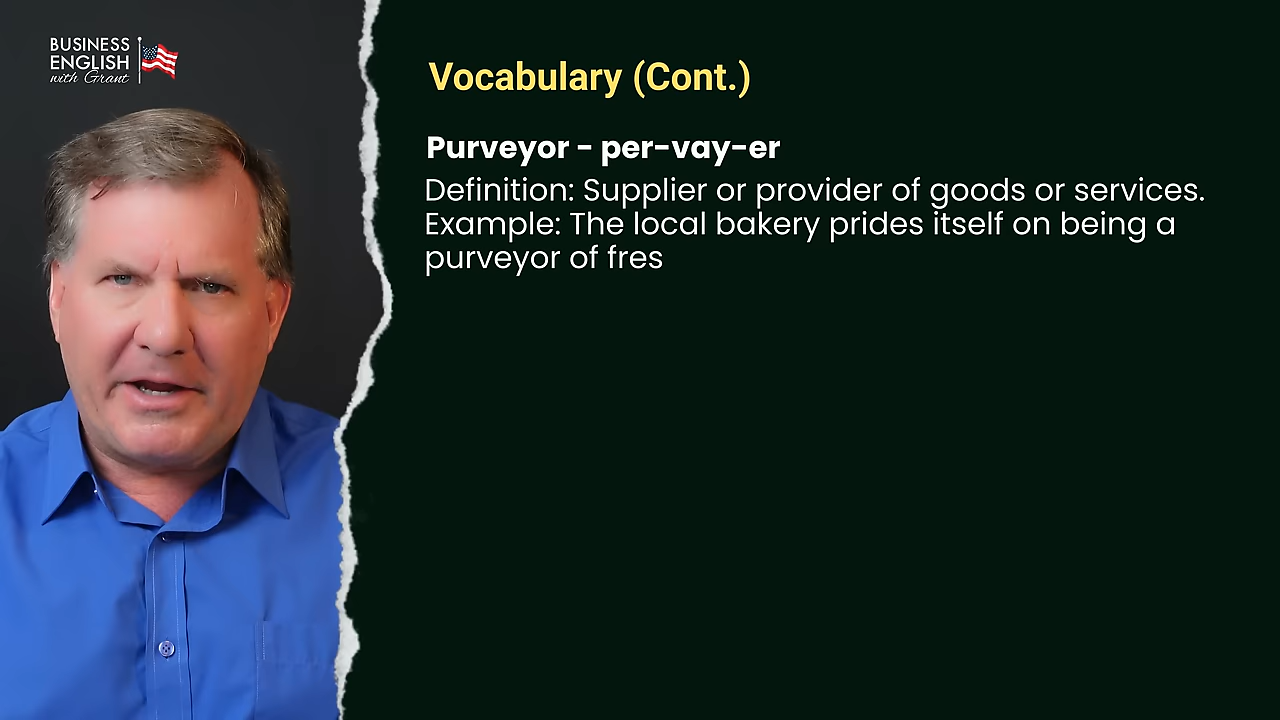 BUSINESS
ENGLISH
with Grant
Vocabulary (Cont.)
Purveyor - per-vay-er
Definition: Supplier or provider of goods or services.
Example: The local bakery prides itself on being a
purveyor of fres